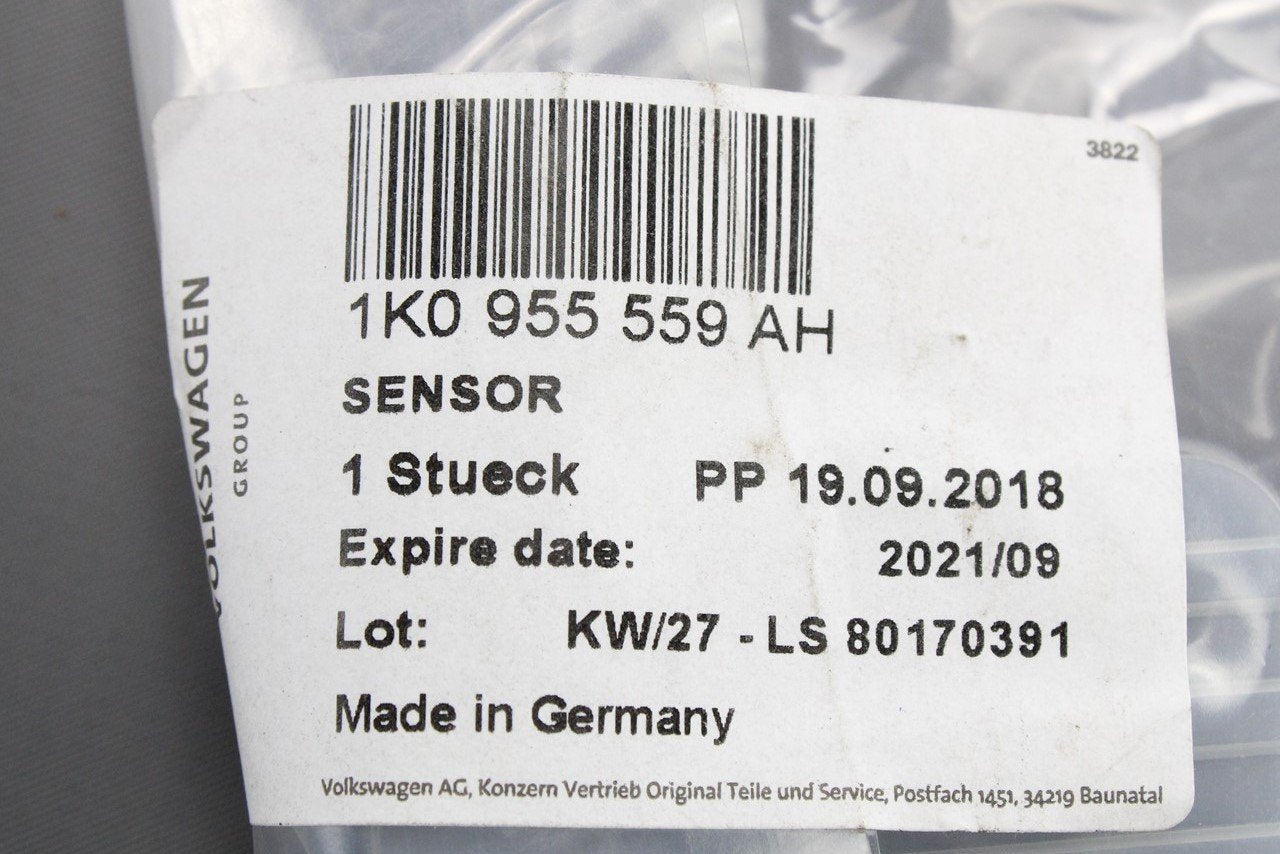 3822
1K0 955 559 AH
SENSOR
1 Stueck PP 19.09.2018
Expire date: 2021/09
Lot: KW/27 - LS 80170391
Made in Germany
Volkswagen AG, Konzern Vertrieb Original Teile und Service, Postfach 1451, 34219 Baunatal
VOLKSWAGEN
GROUP